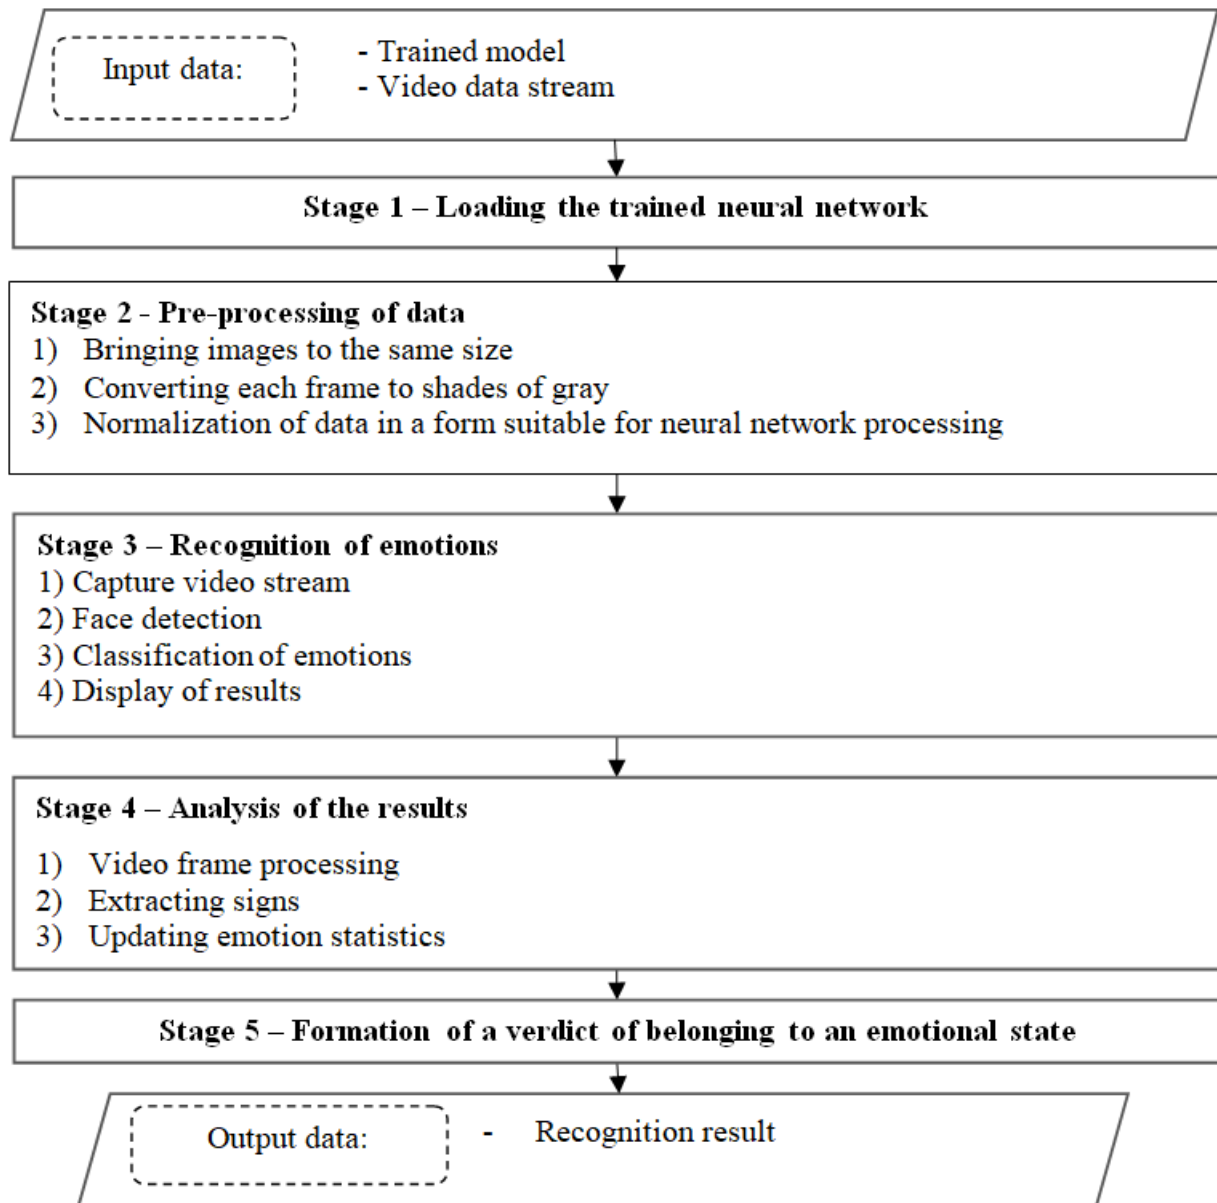 Input data:
- Trained model
- Video data stream
Stage 1 – Loading the trained neural network
Stage 2 - Pre-processing of data
1) Bringing images to the same size
2) Converting each frame to shades of gray
3) Normalization of data in a form suitable for neural network processing
Stage 3 – Recognition of emotions
1) Capture video stream
2) Face detection
3) Classification of emotions
4) Display of results
Stage 4 – Analysis of the results
1) Video frame processing
2) Extracting signs
3) Updating emotion statistics
Stage 5 – Formation of a verdict of belonging to an emotional state
Output data:
- Recognition result